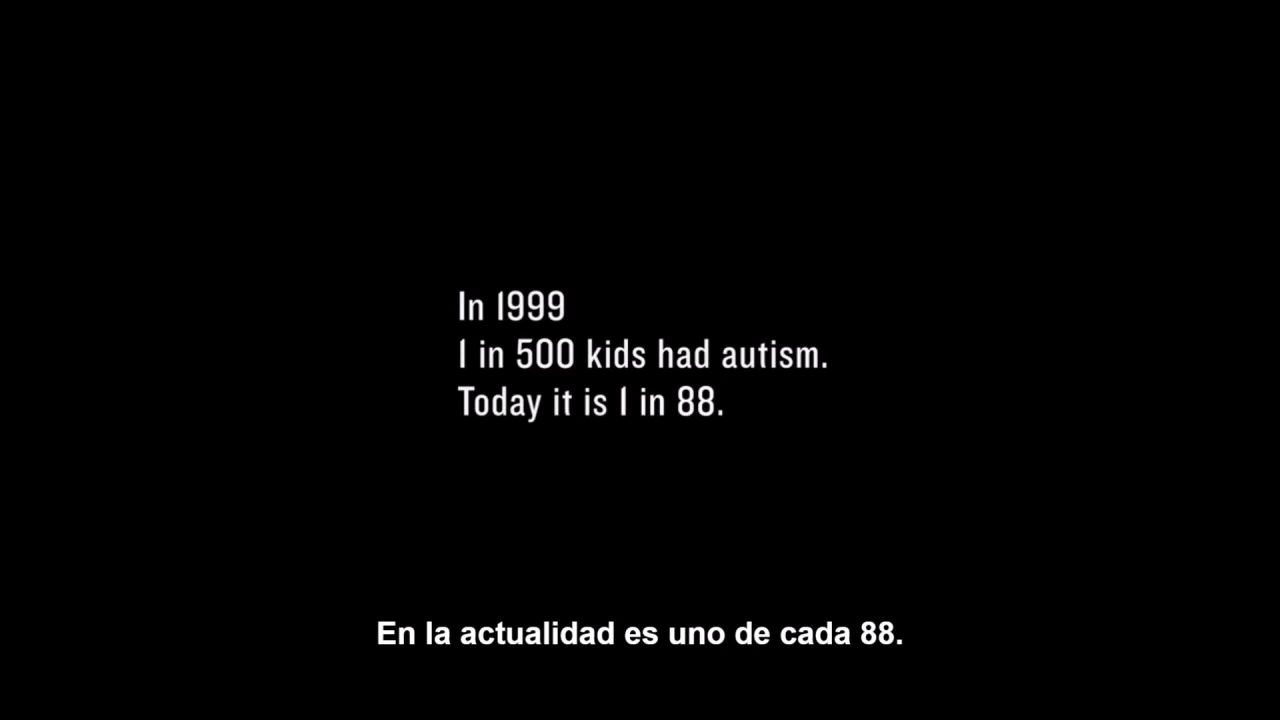 In 1999
1 in 500 kids had autism.
Today it is 1 in 88.
En la actualidad es uno de cada 88.